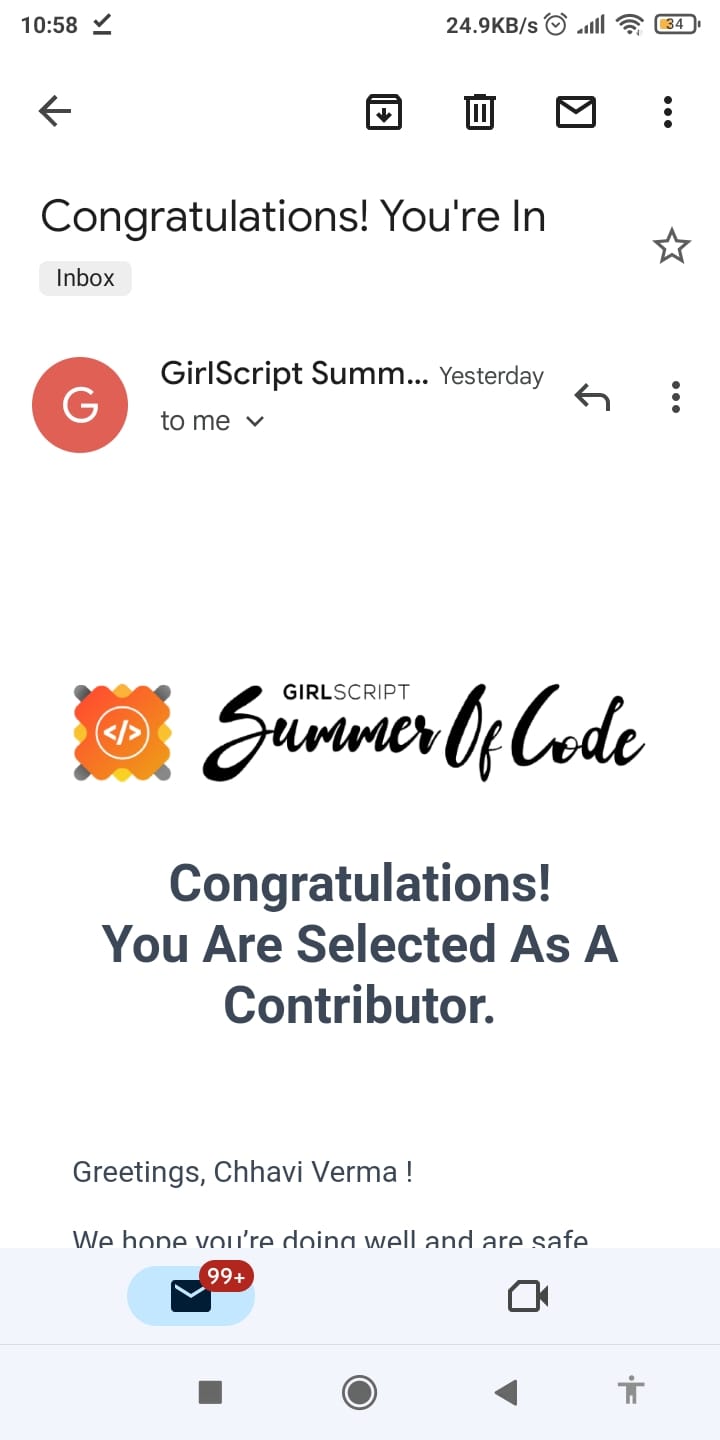 10:58
24.9KB/s
34
Congratulations! You're In
Inbox
G
GirlScript Summ... Yesterday
to me
</>
GIRLSCRIPT
Summer Of Code
Congratulations!
You Are Selected As A
Contributor.
Greetings, Chhavi Verma !
We hope you're doing well and are safe
99+